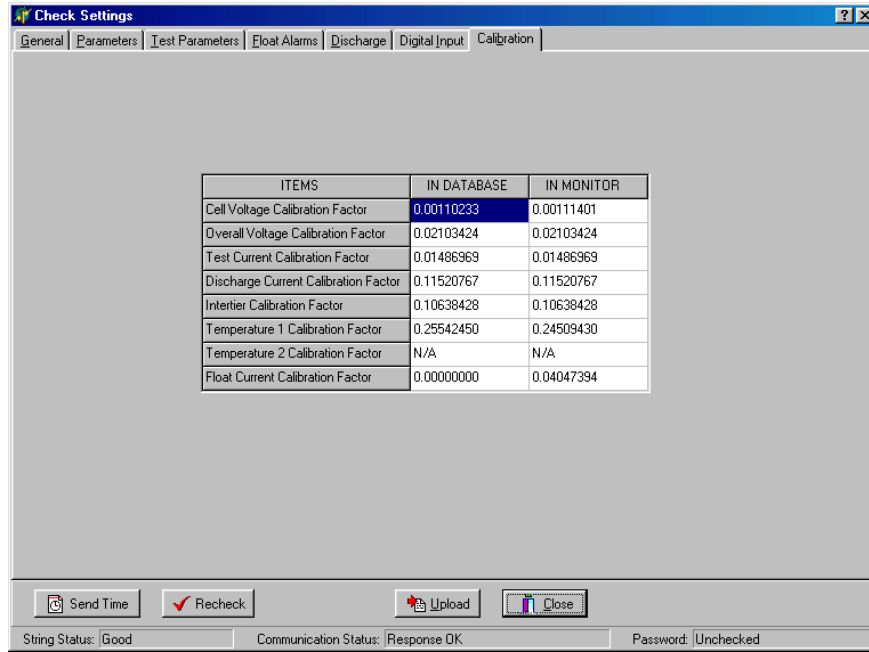 Check Settings
General Parameters Test Parameters Float Alarms Discharge Digital Input Calibration
ITEMS IN DATABASE IN MONITOR
Cell Voltage Calibration Factor 0.00110233 0.00111401
Overall Voltage Calibration Factor 0.02103424 0.02103424
Test Current Calibration Factor 0.01486969 0.01486969
Discharge Current Calibration Factor 0.11520767 0.11520767
Intertier Calibration Factor 0.10638428 0.10638428
Temperature 1 Calibration Factor 0.25542450 0.24509430
Temperature 2 Calibration Factor N/A N/A
Float Current Calibration Factor 0.00000000 0.04047394
Send Time Recheck Upload Close
String Status: Good Communication Status: Response OK Password: Unchecked